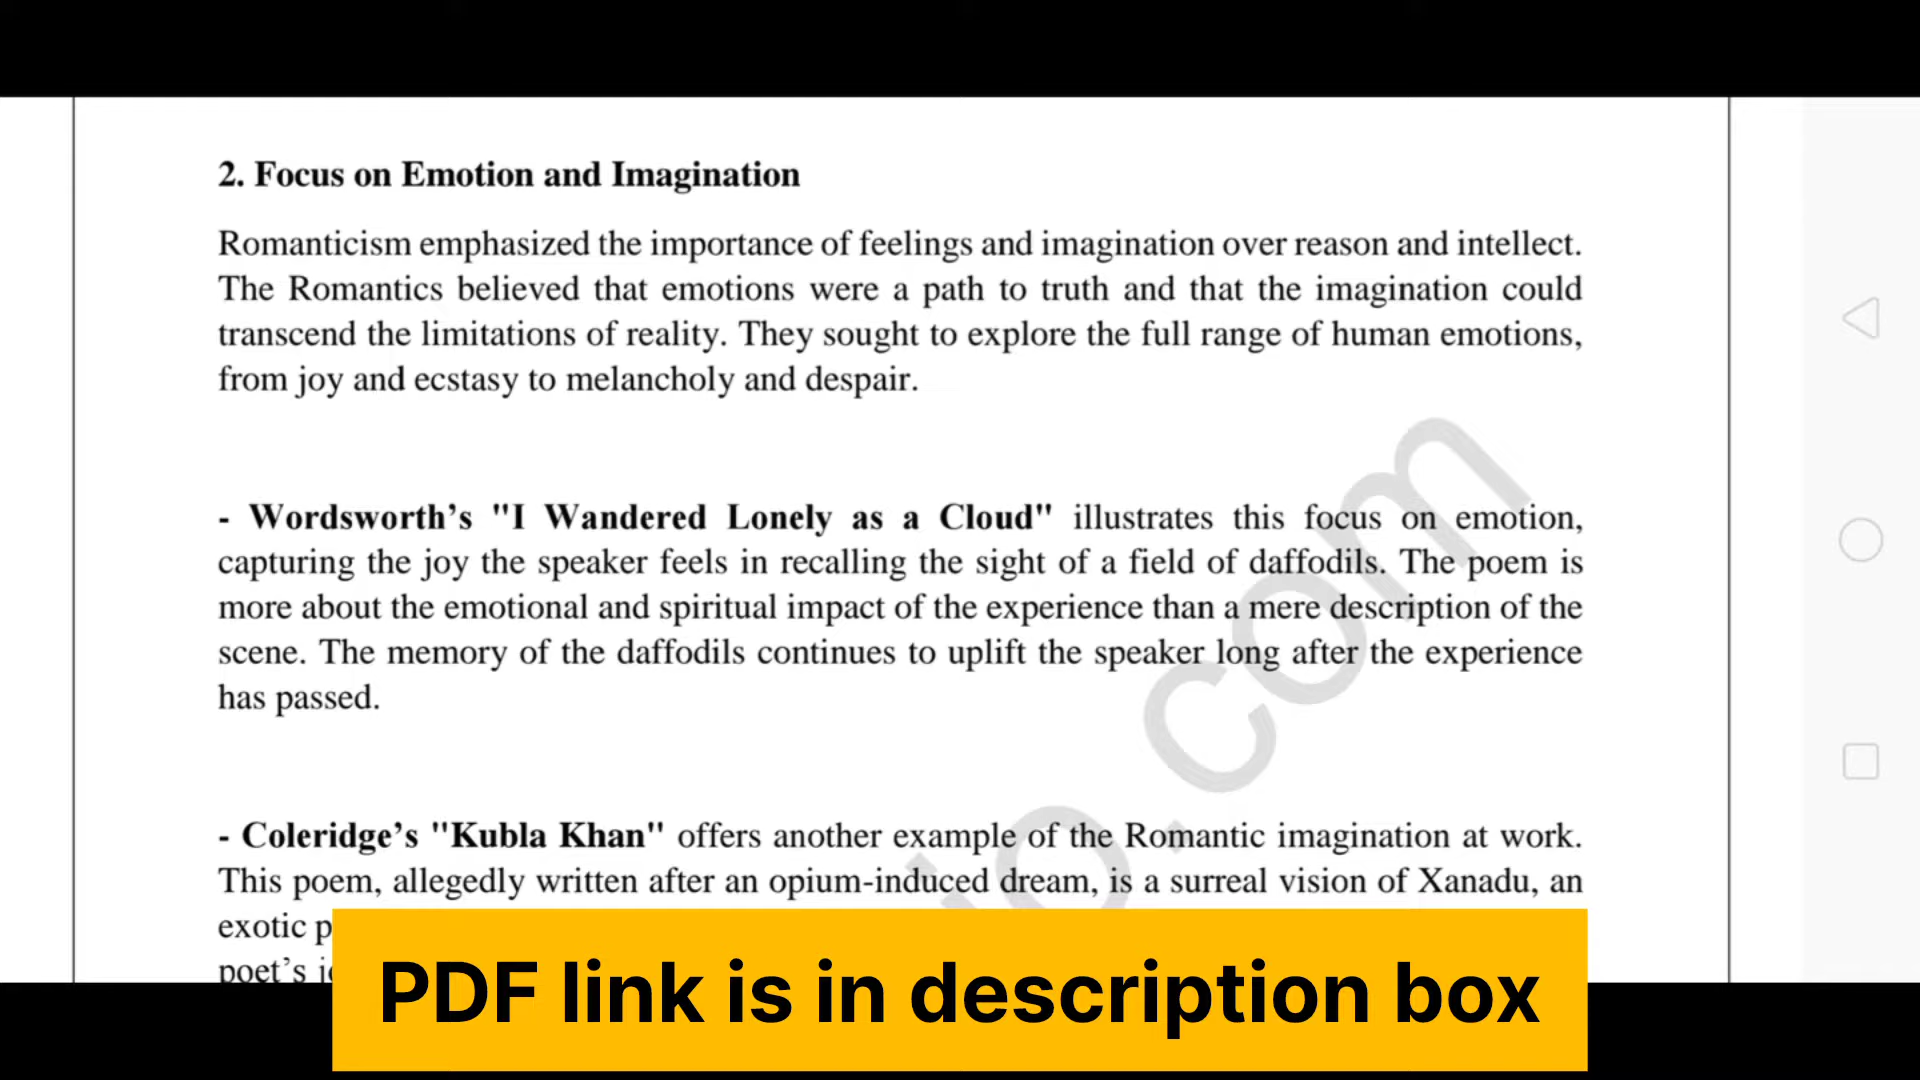 2. Focus on Emotion and Imagination
Romanticism emphasized the importance of feelings and imagination over reason and intellect.
The Romantics believed that emotions were a path to truth and that the imagination could
transcend the limitations of reality. They sought to explore the full range of human emotions,
from joy and ecstasy to melancholy and despair.
- Wordsworth’s "I Wandered Lonely as a Cloud" illustrates this focus on emotion,
capturing the joy the speaker feels in recalling the sight of a field of daffodils. The poem is
more about the emotional and spiritual impact of the experience than a mere description of the
scene. The memory of the daffodils continues to uplift the speaker long after the experience
has passed.
- Coleridge’s "Kubla Khan" offers another example of the Romantic imagination at work.
This poem, allegedly written after an opium-induced dream, is a surreal vision of Xanadu, an
exotic
poet’s
io.com
PDF link is in description box